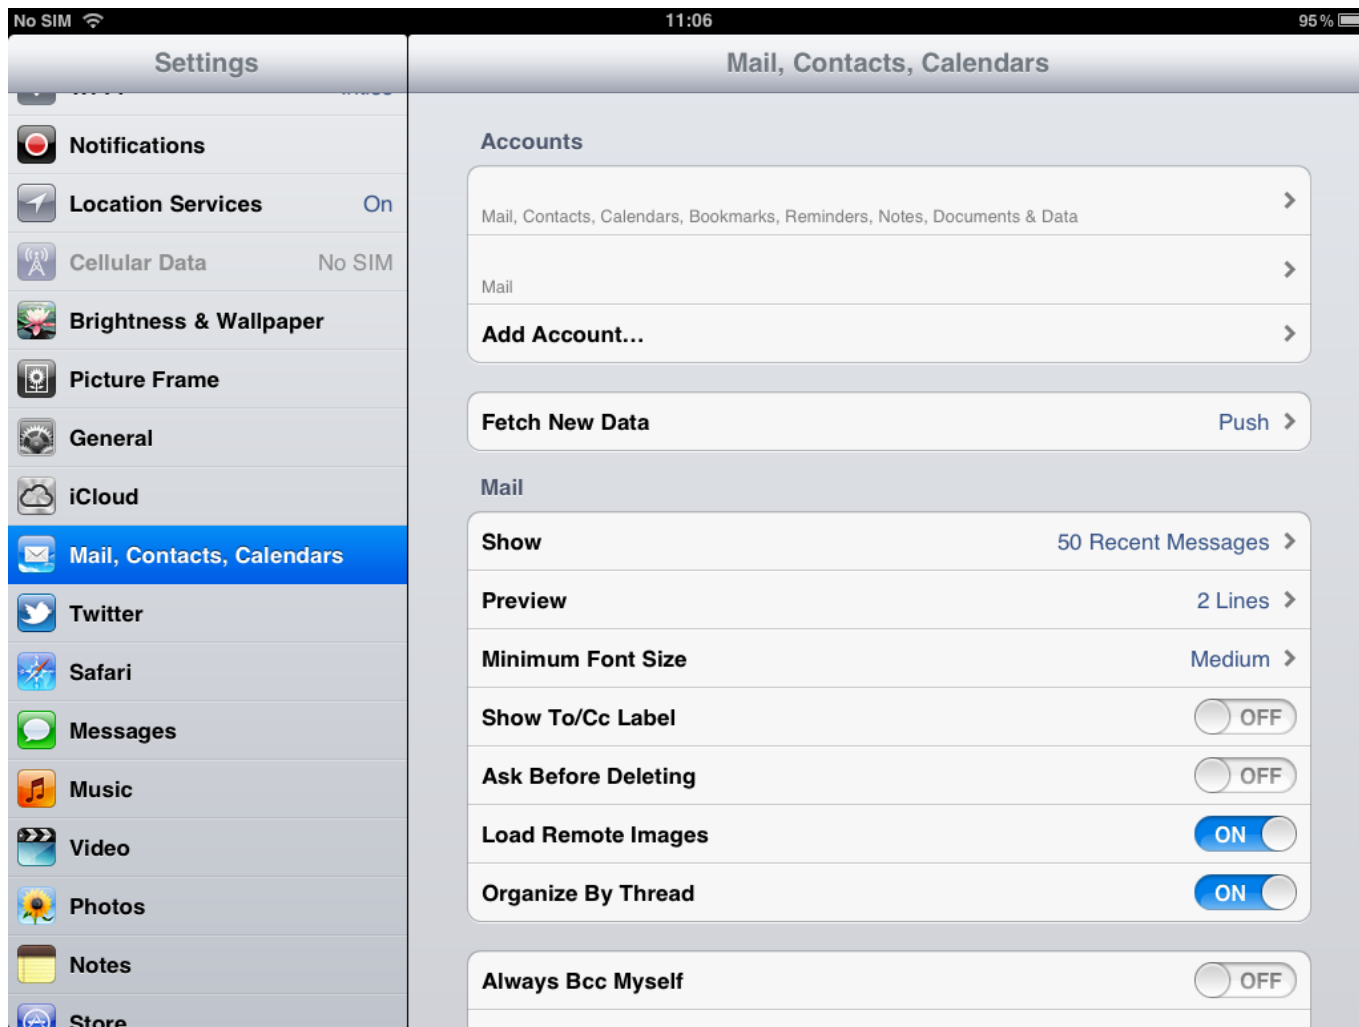 No SIM
11:06
95%
Settings
Mail, Contacts, Calendars
Notifications
Location Services On
Cellular Data No SIM
Brightness & Wallpaper
Picture Frame
General
iCloud
Mail, Contacts, Calendars
Twitter
Safari
Messages
Music
Video
Photos
Notes
Store
Accounts
Mail, Contacts, Calendars, Bookmarks, Reminders, Notes, Documents & Data
Mail
Add Account...
Fetch New Data Push
Mail
Show 50 Recent Messages
Preview 2 Lines
Minimum Font Size Medium
Show To/Cc Label OFF
Ask Before Deleting OFF
Load Remote Images ON
Organize By Thread ON
Always Bcc Myself OFF